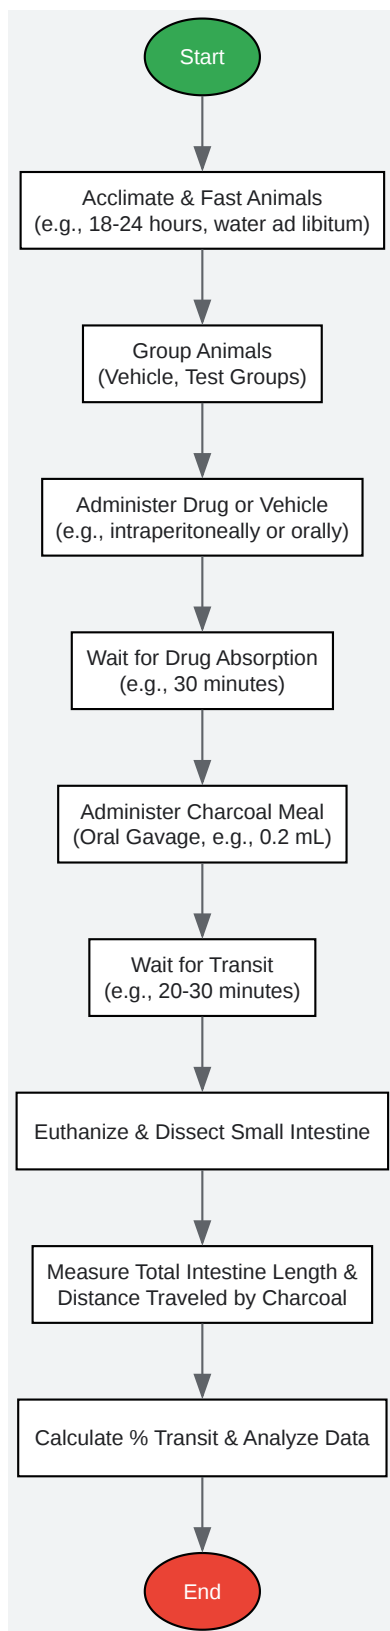 Start
Acclimate & Fast Animals
(e.g., 18-24 hours, water ad libitum)
Group Animals
(Vehicle, Test Groups)
Administer Drug or Vehicle
(e.g., intraperitoneally or orally)
Wait for Drug Absorption
(e.g., 30 minutes)
Administer Charcoal Meal
(Oral Gavage, e.g., 0.2 mL)
Wait for Transit
(e.g., 20-30 minutes)
Euthanize & Dissect Small Intestine
Measure Total Intestine Length &
Distance Traveled by Charcoal
Calculate % Transit & Analyze Data
End